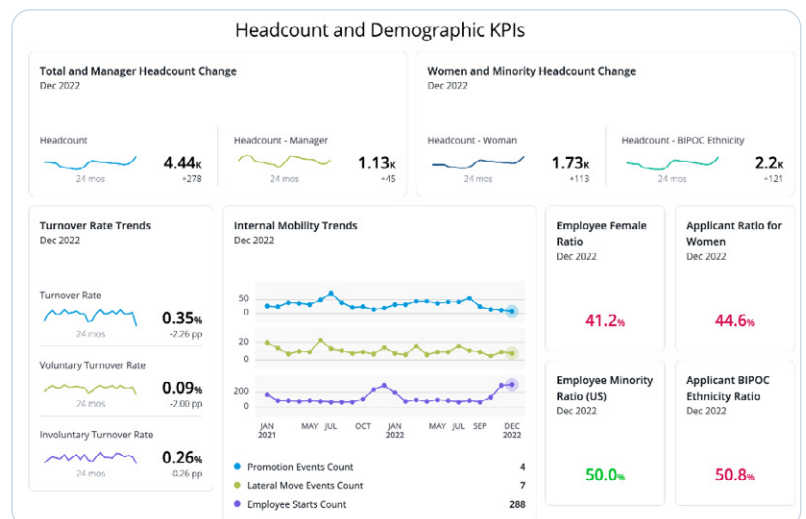 Headcount and Demographic KPIs
Total and Manager Headcount Change
Dec 2022
Headcount
24 mos
4.44K
+278
Headcount - Manager
24 mos
1.13K
+45
Women and Minority Headcount Change
Dec 2022
Headcount - Woman
24 mos
1.73K
+113
Headcount - BIPOC Ethnicity
24 mos
2.2K
+121
Turnover Rate Trends
Dec 2022
Turnover Rate
24 mos
0.35%
-2.26 pp
Voluntary Turnover Rate
24 mos
0.09%
-2.00 pp
Involuntary Turnover Rate
24 mos
0.26%
-0.26 pp
Internal Mobility Trends
Dec 2022
50
0
20
0
200
0
JAN MAY JUL OCT JAN MAY JUL SEP DEC
2021 2022 2022
Promotion Events Count 4
Lateral Move Events Count 7
Employee Starts Count 288
Employee Female
Ratio
Dec 2022
41.2%
Applicant Ratio for
Women
Dec 2022
44.6%
Employee Minority
Ratio (US)
Dec 2022
50.0%
Applicant BIPOC
Ethnicity Ratio
Dec 2022
50.8%